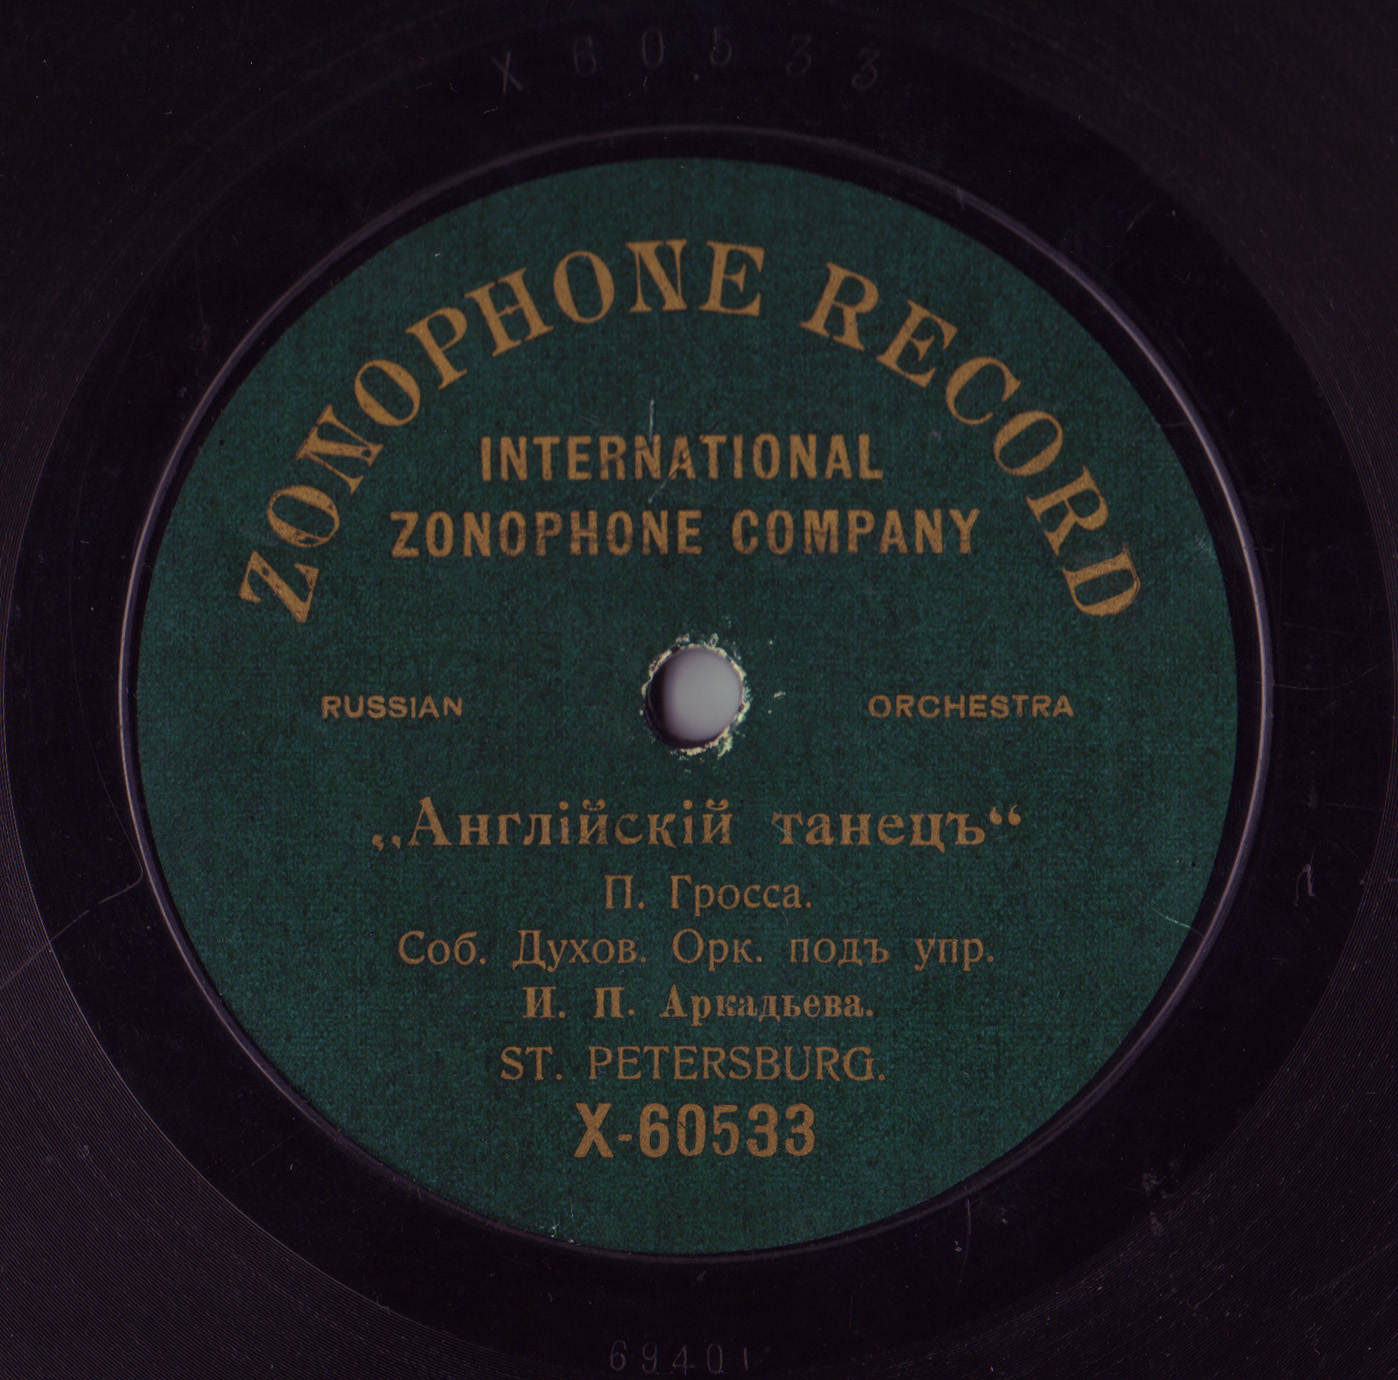 X 60533
ZONOPHONE RECORD
INTERNATIONAL
ZONOPHONE COMPANY
RUSSIAN ORCHESTRA
„Англійскій танецъ“
П. Гросса.
Соб. Духов. Орк. подъ упр.
И. П. Аркадьева.
ST. PETERSBURG.
X-60533
69401